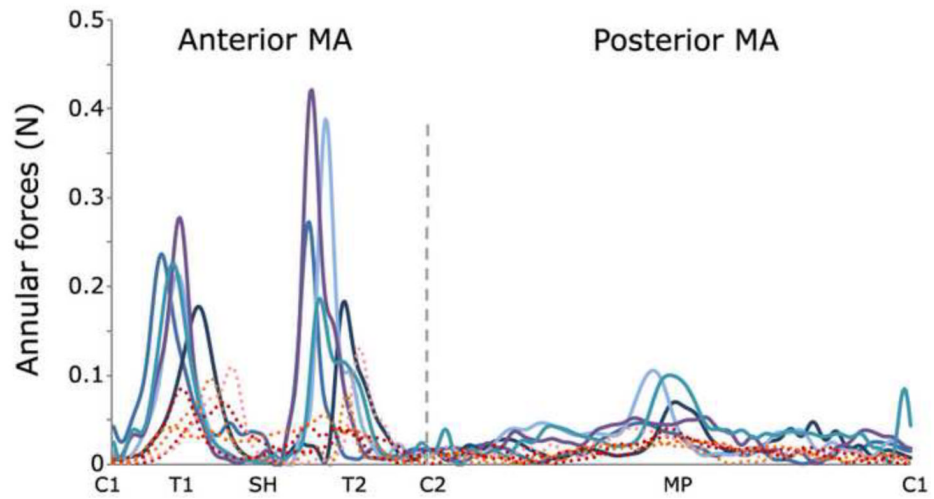 Anterior MA
Posterior MA
Annular forces (N)
0.5
0.4
0.3
0.2
0.1
0
C1 T1 SH T2 C2 MP C1